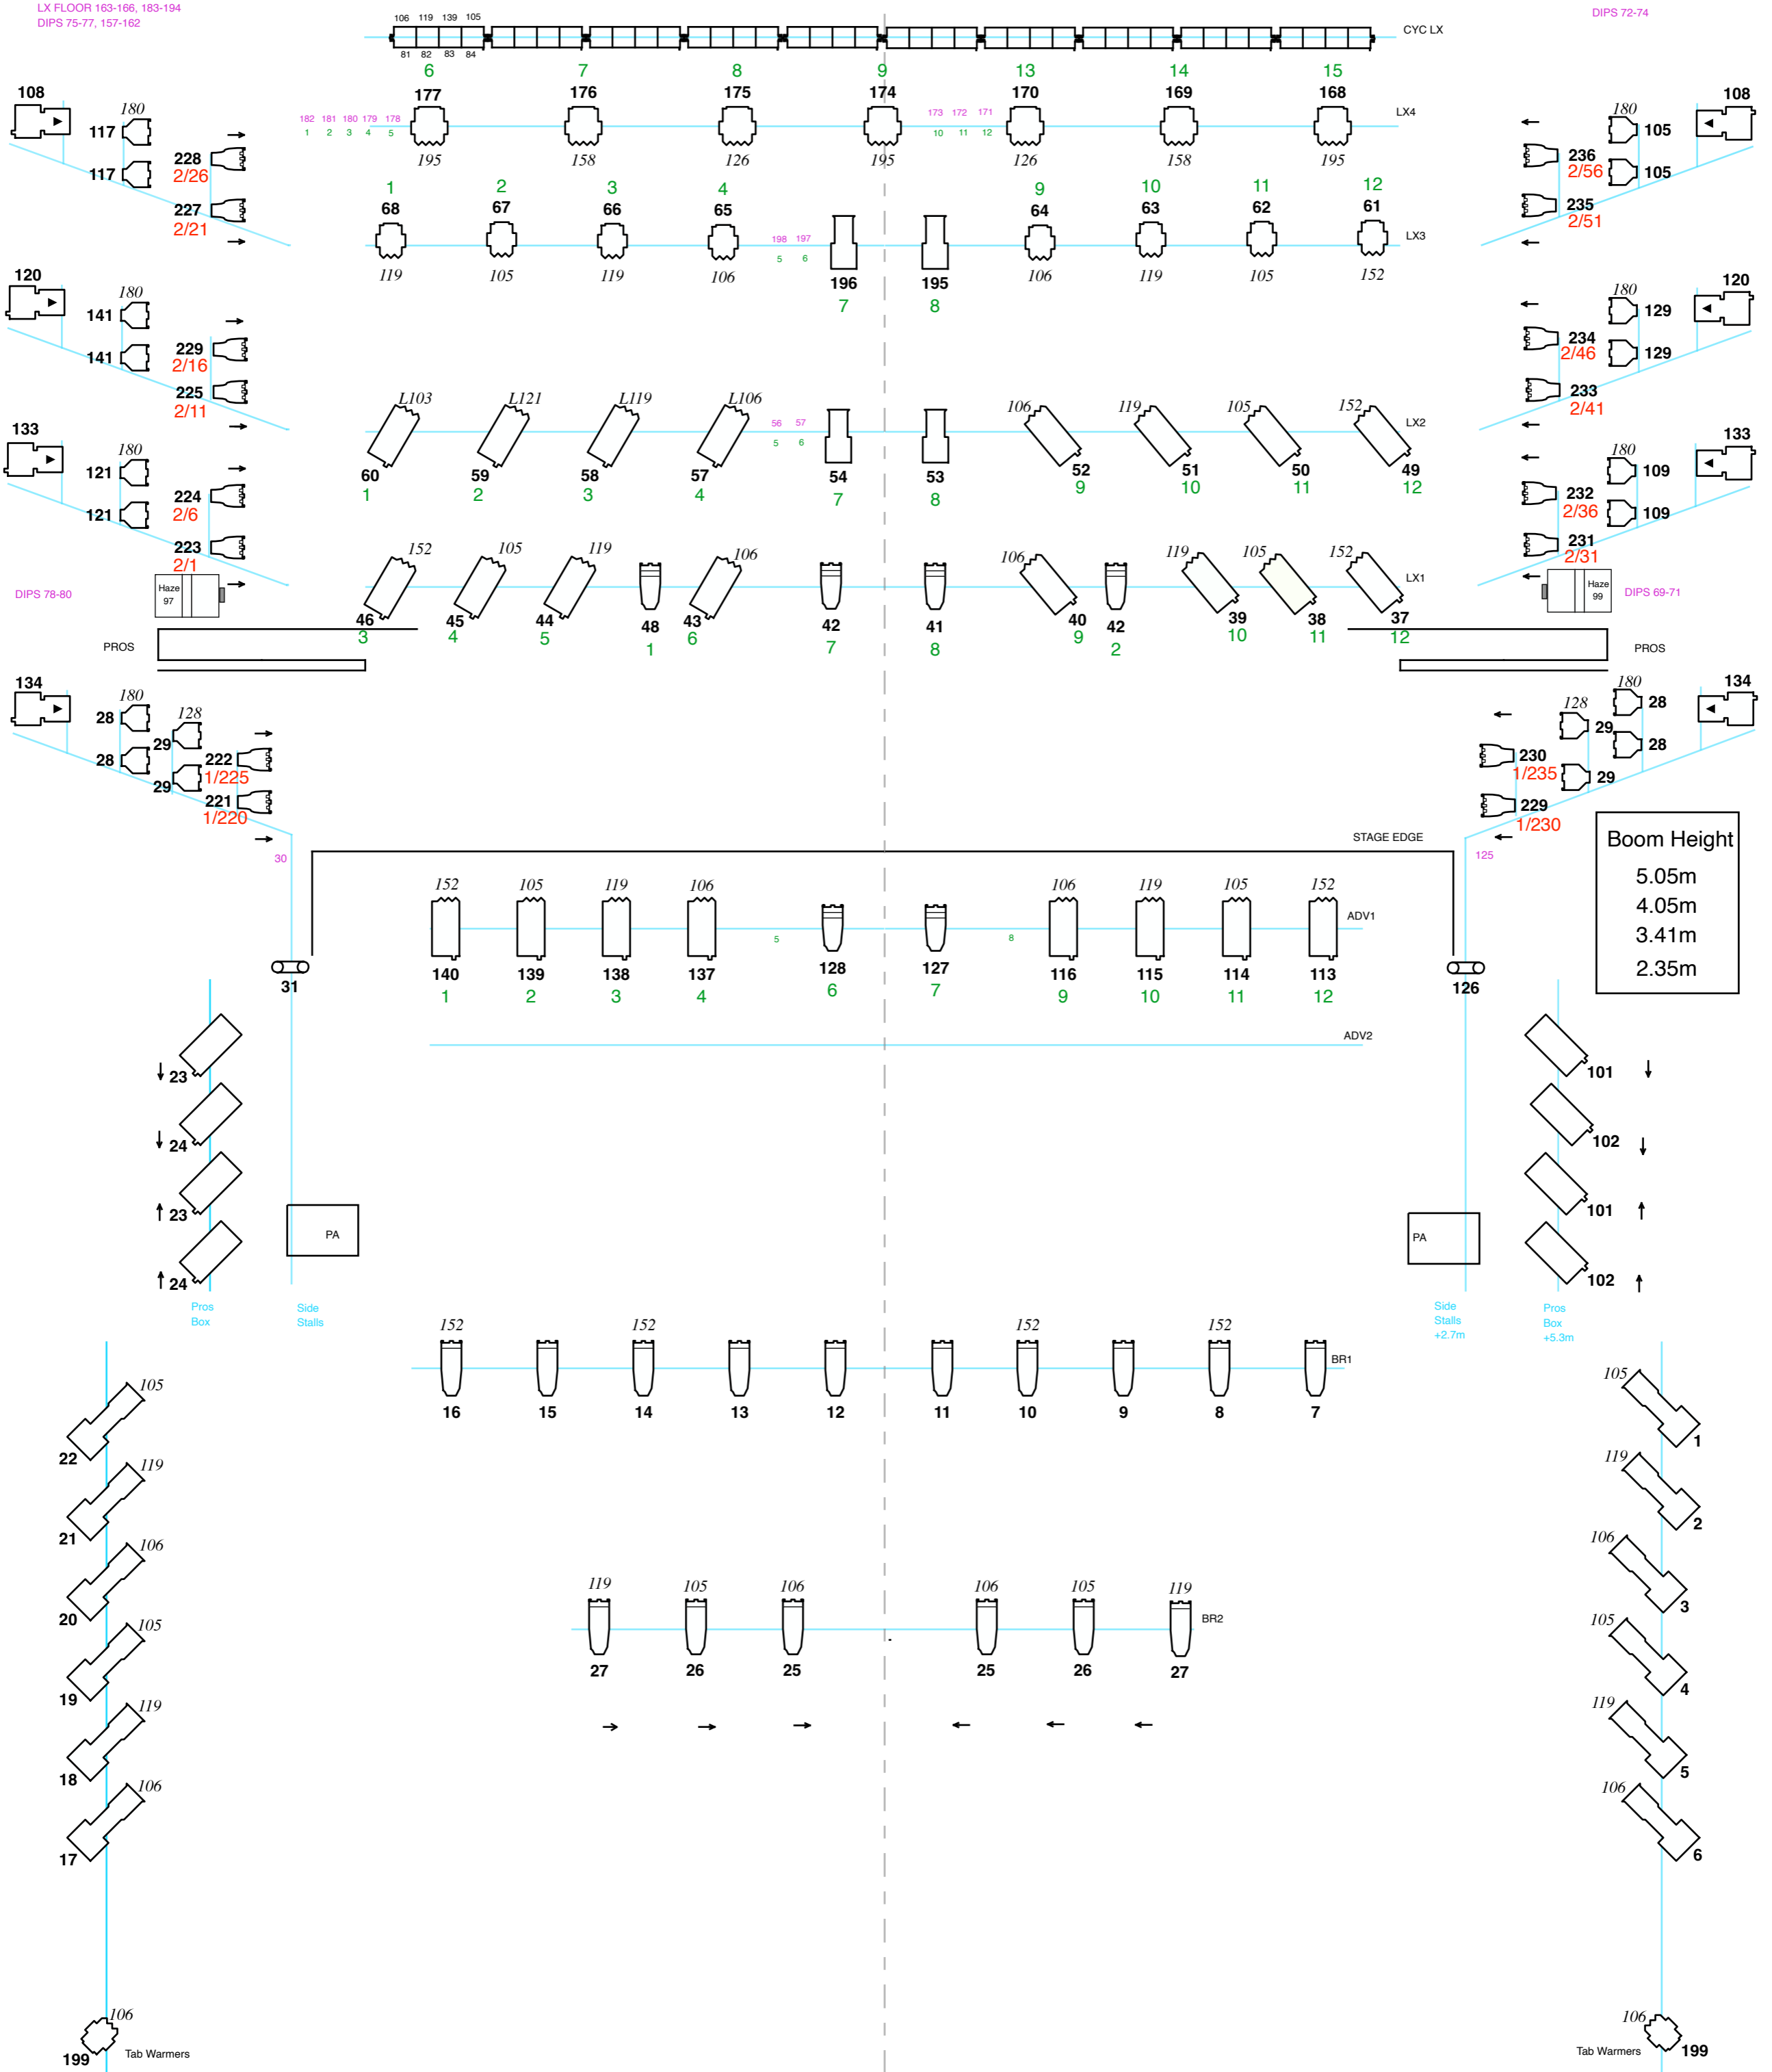 LX FLOOR 163-166, 183-194
DIPS 75-77, 157-162
DIPS 72-74
106 119 139 105
CYC LX
81 82 83 84
6 7 8 9 13 14 15
108 177 176 175 174 170 169 168 108
180 182 181 180 179 178 173 172 171 LX4 180
117 1 2 3 4 5 10 11 12 105
228 195 158 126 195 126 158 195 236
2/26 2/56
117 105
1 2 3 4 9 10 11 12
227 68 67 66 65 64 63 62 61 235
2/21 2/51
198 197 LX3
5 6
119 105 119 106 196 195 106 119 105 152
7 8
120 120
180 180
141 129
229 234
2/16 2/46
141 129
225 233
2/11 2/41
L103 L121 L119 L106 106 119 105 152
56 57 LX2
5 6
133 133
180 180
121 109
60 59 58 57 54 53 52 51 50 49
1 2 3 4 7 8 9 10 11 12
224 232
2/6 2/36
121 109
223 231
2/1 2/31
152 105 119 106 106 119 105 152
LX1
DIPS 78-80
Haze
97
Haze
99
DIPS 69-71
46 45 44 48 43 42 41 40 42 39 38 37
3 4 5 1 6 7 8 9 2 10 11 12
PROS PROS
134 134
180 180
28 128 128 28
29 29
28 222 230 28
1/225 1/235
29 29
221 229
1/220 1/230
STAGE EDGE
30 125
Boom Height
5.05m
4.05m
3.41m
2.35m
152 105 119 106 106 119 105 152
ADV1
5 8
140 139 138 137 128 127 116 115 114 113
1 2 3 4 6 7 9 10 11 12
31 126
ADV2
23 101
24 102
23 101
PA PA
24 102
Pros
Box
Side
Stalls
Side
Stalls
+2.7m
Pros
Box
+5.3m
152 152 152 152
BR1
16 15 14 13 12 11 10 9 8 7
105 105
22 1
119 119
21 2
106 106
20 3
119 105 106 106 105 119
BR2
27 26 25 25 26 27
105 105
19 4
119 119
18 5
106 106
17 6
106 106
199 Tab Warmers Tab Warmers 199